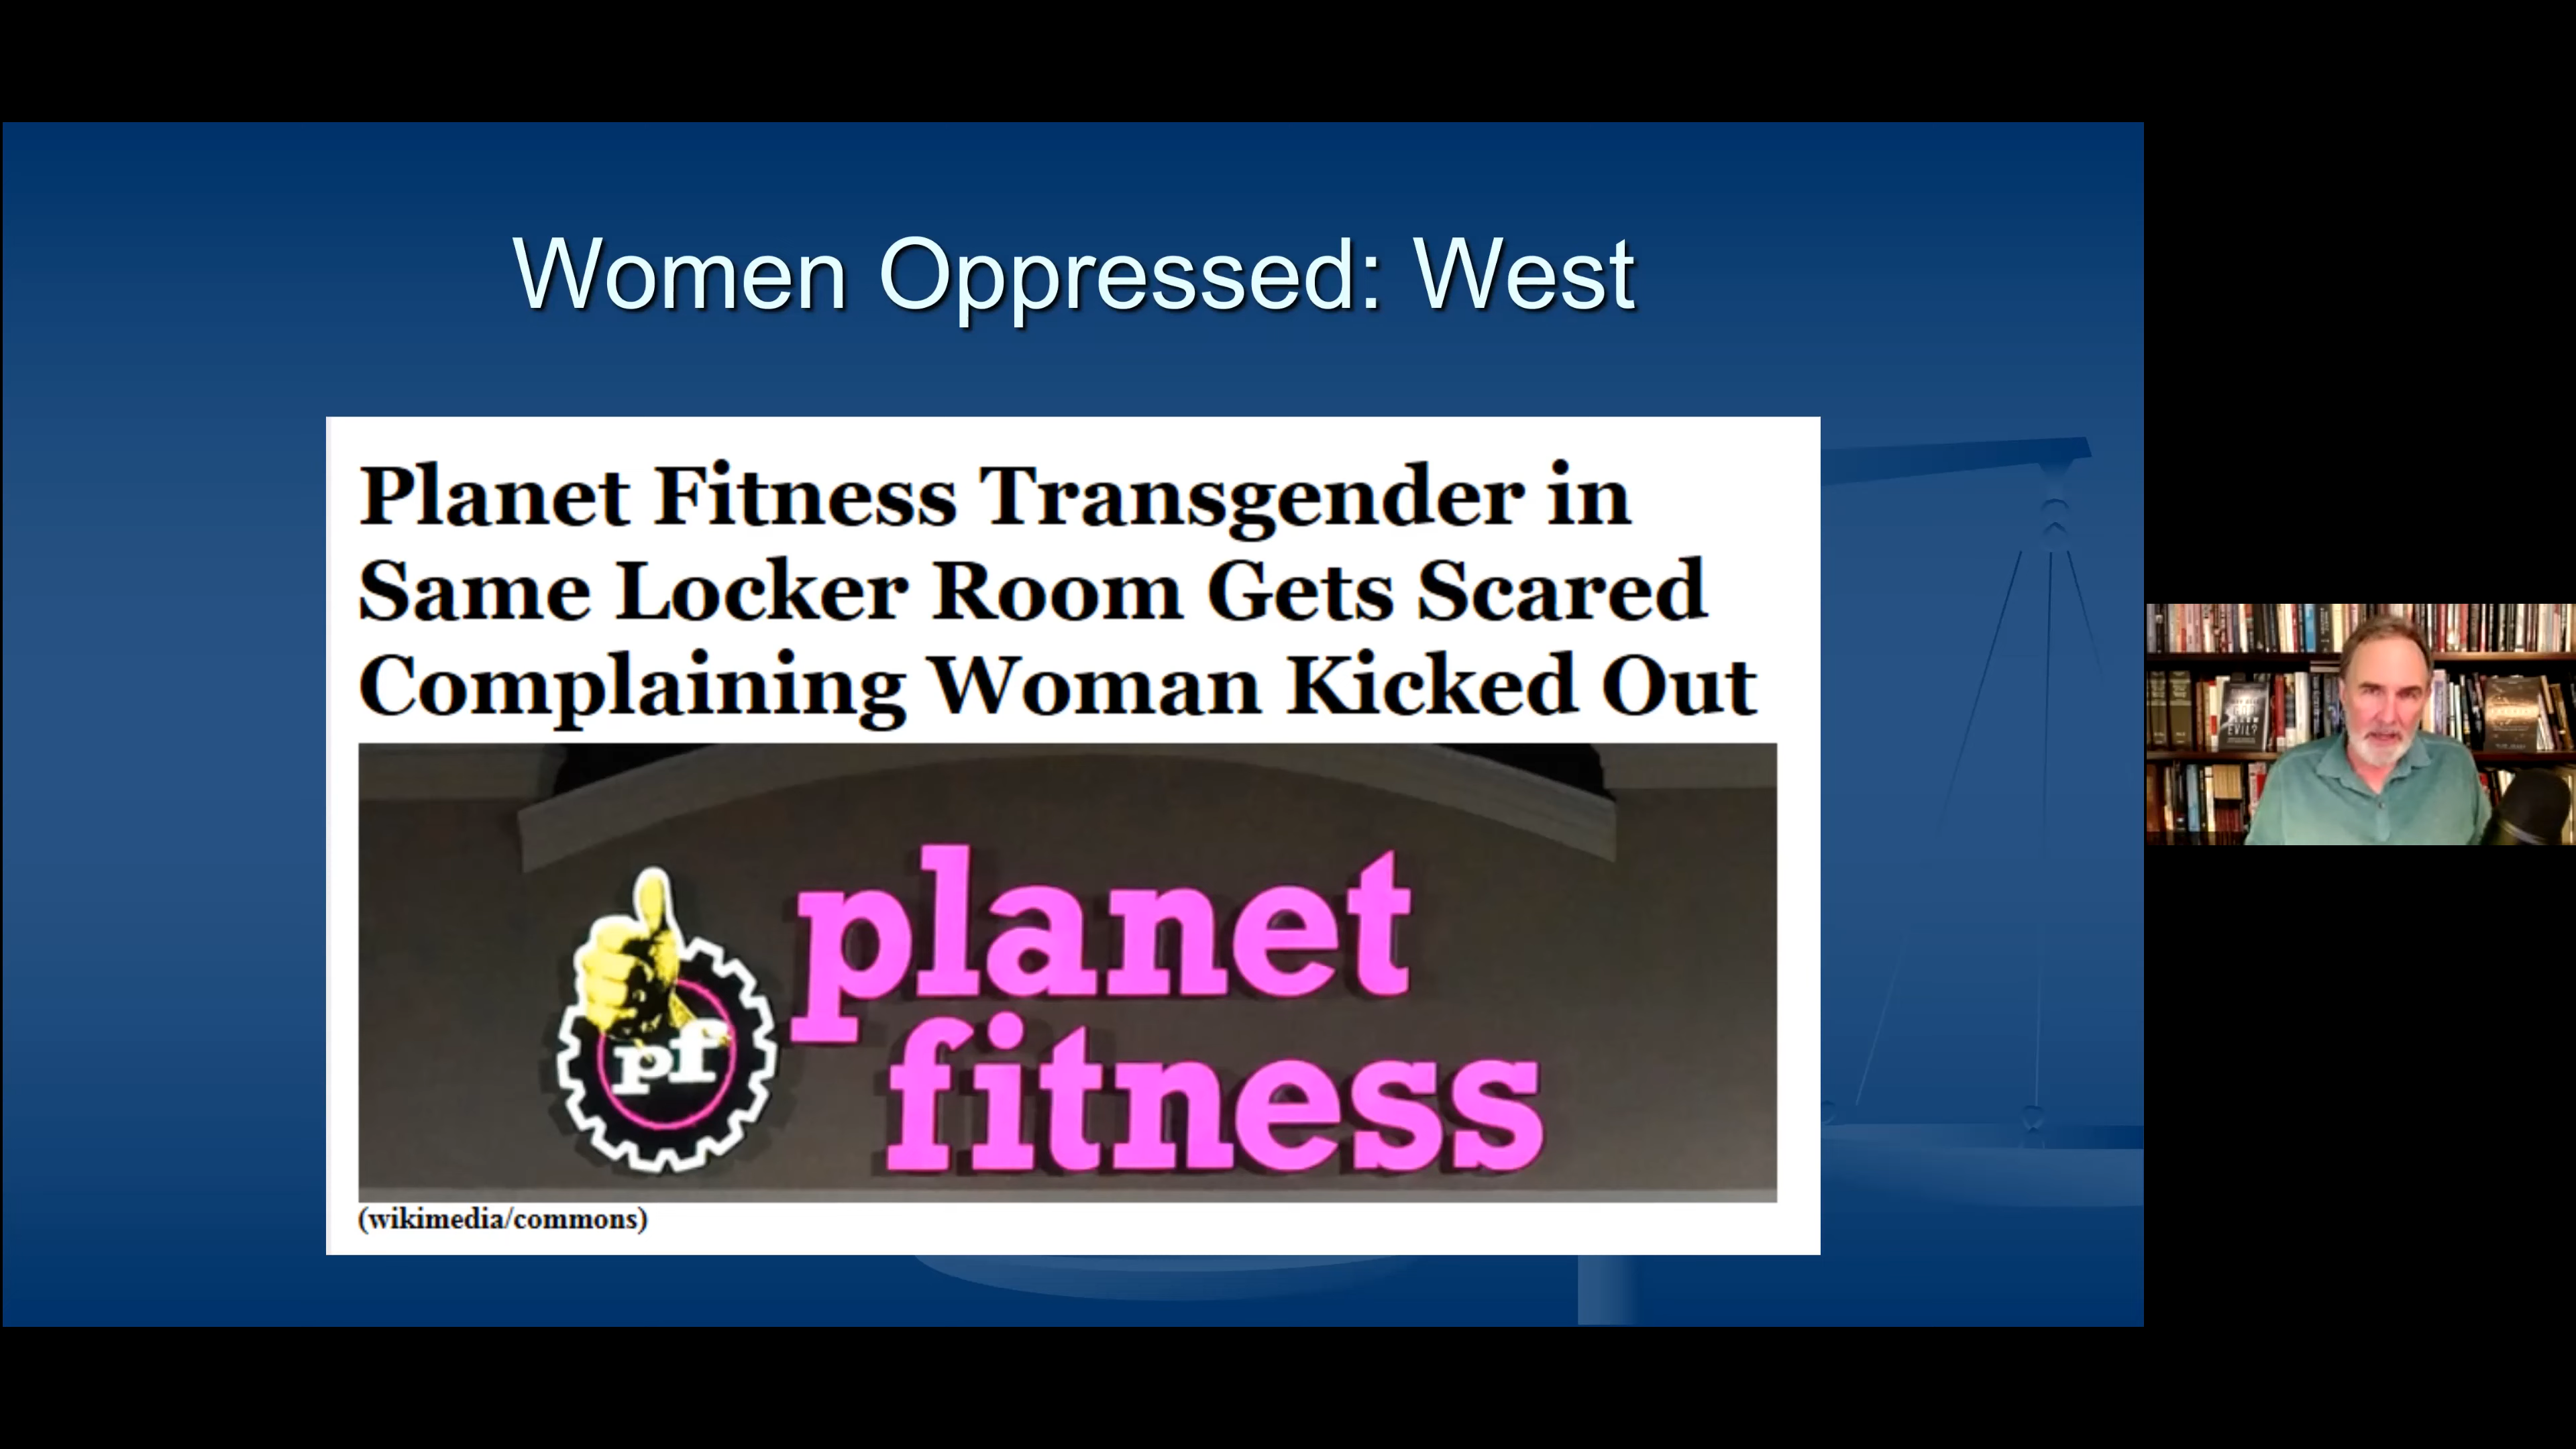 Women Oppressed: West
Planet Fitness Transgender in
Same Locker Room Gets Scared
Complaining Woman Kicked Out
planet
fitness
pf
(wikimedia/commons)
EVIL?